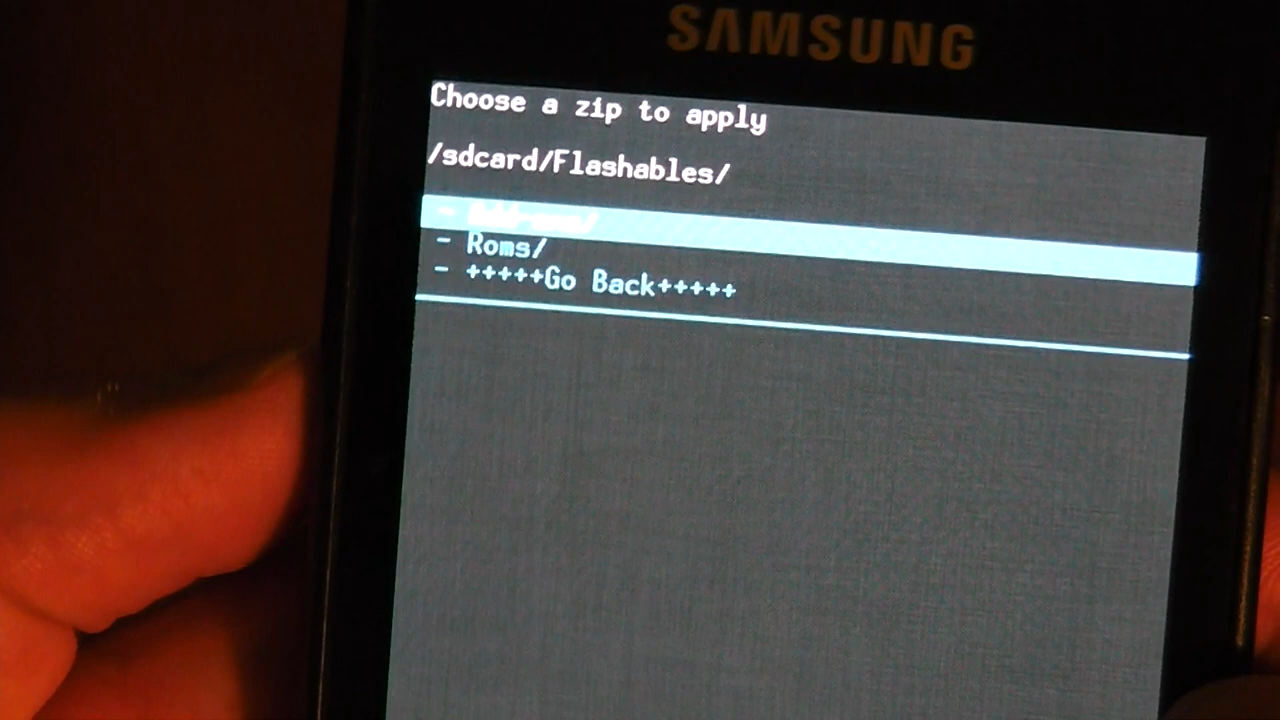 SAMSUNG
Choose a zip to apply
/sdcard/Flashables/
- Roms/
- +++++Go Back+++++